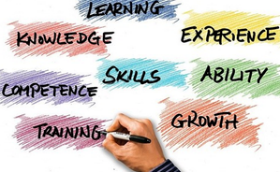 LEARNING
KNOWLEDGE
EXPERIENCE
SKILLS
ABILITY
COMPETENCE
TRAINING
GROWTH